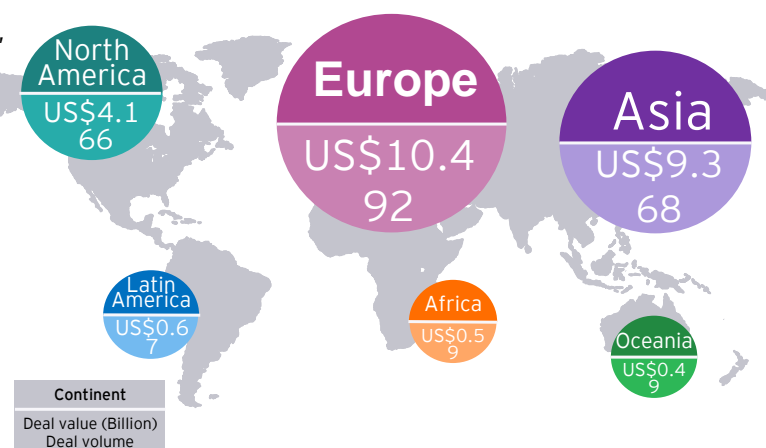 North
America
US$4.1
66
Europe
US$10.4
92
Asia
US$9.3
68
Latin
America
US$0.6
7
Africa
US$0.5
9
Oceania
US$0.4
9
Continent
Deal value (Billion)
Deal volume